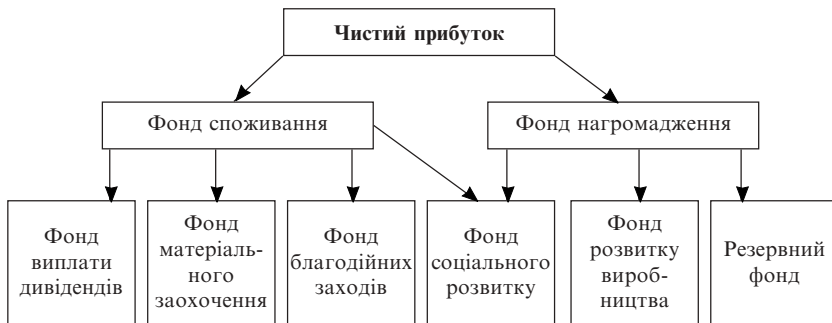 Чистий прибуток
Фонд споживання
Фонд нагромадження
Фонд
виплати
дивідендів
Фонд
матеріаль-
ного
заохочення
Фонд
благодійних
заходів
Фонд
соціального
розвитку
Фонд
розвитку
вироб-
ництва
Резервний
фонд